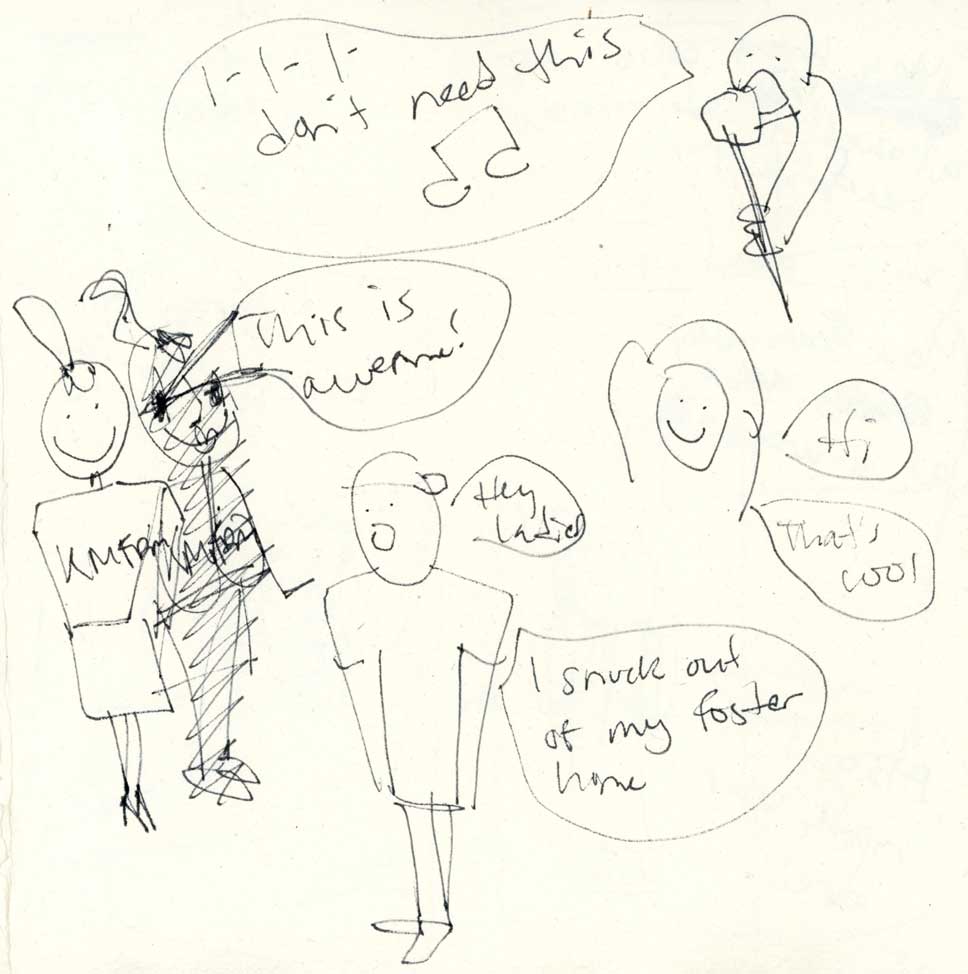 I- I- I-
don't need this
This is
awesome!
Hi
Hey
Ladies
That's
cool
KMFDM
KMFDM
I snuck out
of my foster
home